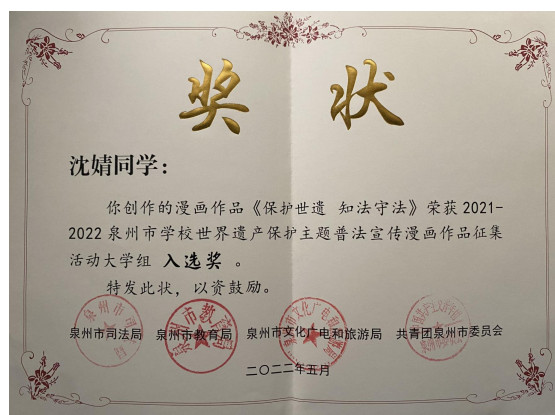 奖 状
沈婧同学：
你创作的漫画作品《保护世遗 知法守法》荣获 2021-
2022 泉州市学校世界遗产保护主题普法宣传漫画作品征集
活动大学组 入选奖 。
特发此状，以资鼓励。
泉州市司法局 泉州市教育局 泉州市文化广电和旅游局 共青团泉州市委员会
二〇二二年五月